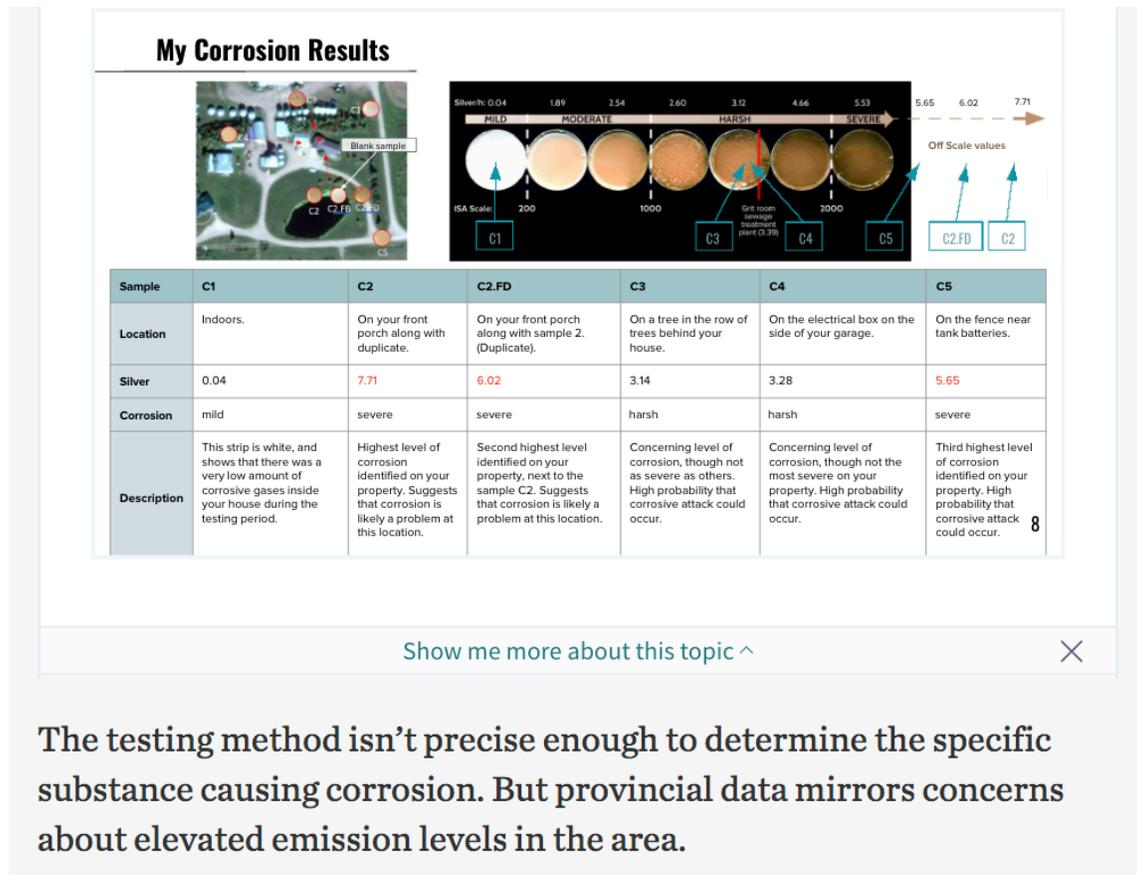 My Corrosion Results
C1
Blank sample
C2 C2.FB C2.FD
C5
Silver/h: 0.04 1.89 2.54 2.60 3.12 4.66 5.53 5.65 6.02 7.71
MILD MODERATE HARSH SEVERE
Off Scale values
ISA Scale: 200 1000 2000
Grit room
sewage
treatment
plant (3.39)
C1 C3 C4 C5 C2.FD C2
Sample C1 C2 C2.FD C3 C4 C5
Location
Indoors.
On your front
porch along with
duplicate.
On your front porch
along with sample 2.
(Duplicate).
On a tree in the row of
trees behind your
house.
On the electrical box on the
side of your garage.
On the fence near
tank batteries.
Silver 0.04 7.71 6.02 3.14 3.28 5.65
Corrosion mild severe severe harsh harsh severe
Description
This strip is white, and
shows that there was a
very low amount of
corrosive gases inside
your house during the
testing period.
Highest level of
corrosion
identified on your
property. Suggests
that corrosion is
likely a problem at
this location.
Second highest level
identified on your
property, next to the
sample C2. Suggests
that corrosion is likely a
problem at this location.
Concerning level of
corrosion, though not
as severe as others.
High probability that
corrosive attack could
occur.
Concerning level of
corrosion, though not the
most severe on your
property. High probability
that corrosive attack could
occur.
Third highest level
of corrosion
identified on your
property. High
probability that
corrosive attack
could occur.
8
Show me more about this topic
The testing method isn’t precise enough to determine the specific
substance causing corrosion. But provincial data mirrors concerns
about elevated emission levels in the area.